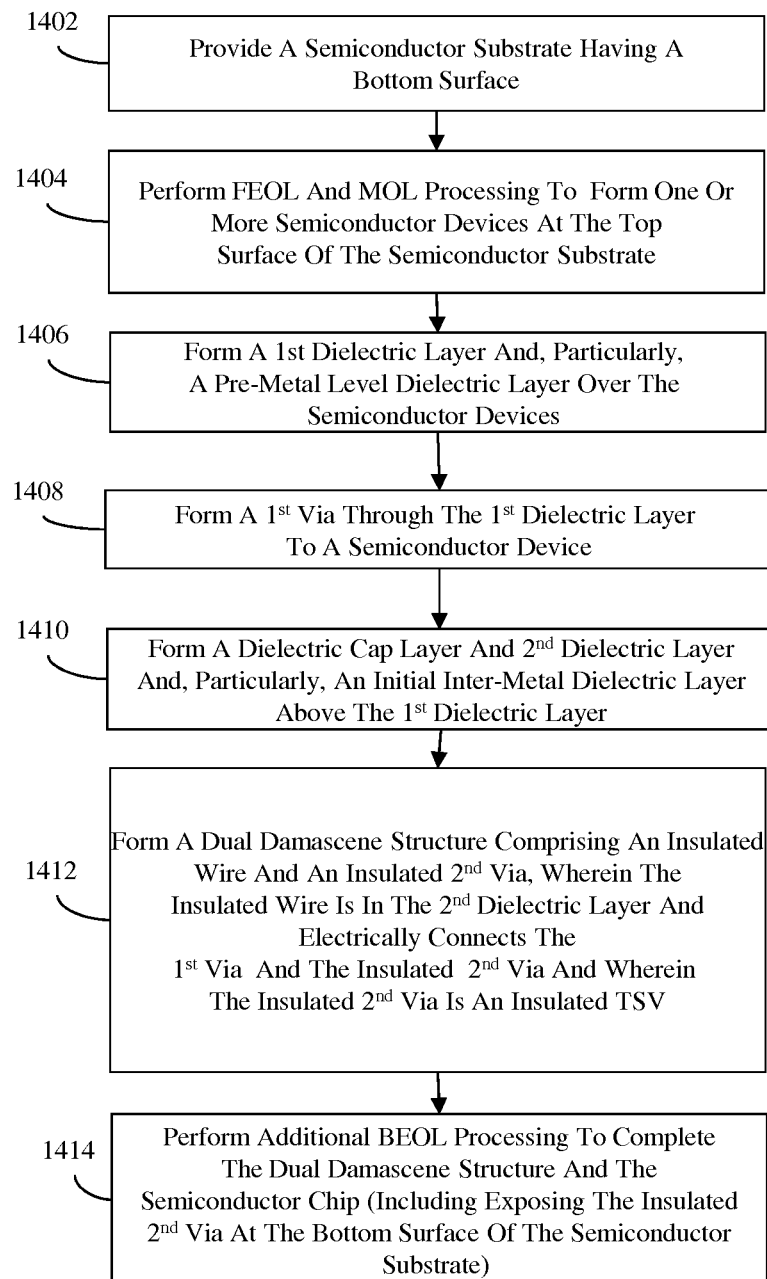 1402
Provide A Semiconductor Substrate Having A
Bottom Surface
1404
Perform FEOL And MOL Processing To Form One Or
More Semiconductor Devices At The Top
Surface Of The Semiconductor Substrate
1406
Form A 1st Dielectric Layer And, Particularly,
A Pre-Metal Level Dielectric Layer Over The
Semiconductor Devices
1408
Form A 1st Via Through The 1st Dielectric Layer
To A Semiconductor Device
1410
Form A Dielectric Cap Layer And 2nd Dielectric Layer
And, Particularly, An Initial Inter-Metal Dielectric Layer
Above The 1st Dielectric Layer
1412
Form A Dual Damascene Structure Comprising An Insulated
Wire And An Insulated 2nd Via, Wherein The
Insulated Wire Is In The 2nd Dielectric Layer And
Electrically Connects The
1st Via And The Insulated 2nd Via And Wherein
The Insulated 2nd Via Is An Insulated TSV
1414
Perform Additional BEOL Processing To Complete
The Dual Damascene Structure And The
Semiconductor Chip (Including Exposing The Insulated
2nd Via At The Bottom Surface Of The Semiconductor
Substrate)